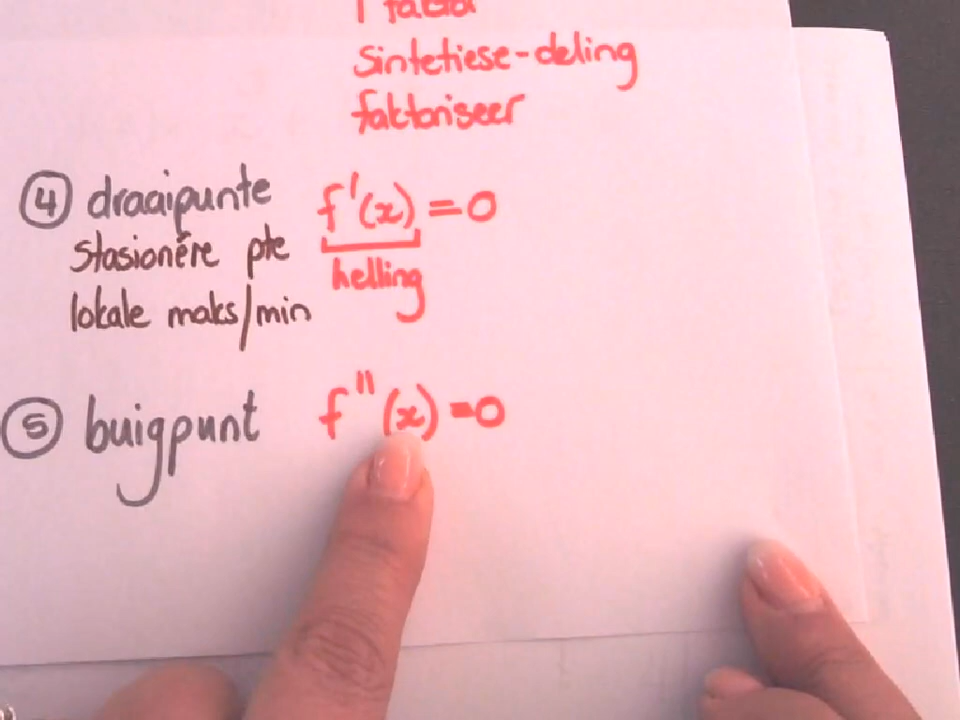 sintetiese-deling
faktoriseer
④ draaipunte f'(x) = 0
stasionêre pte helling
lokale maks/min
⑤ buigpunt f''(x) = 0